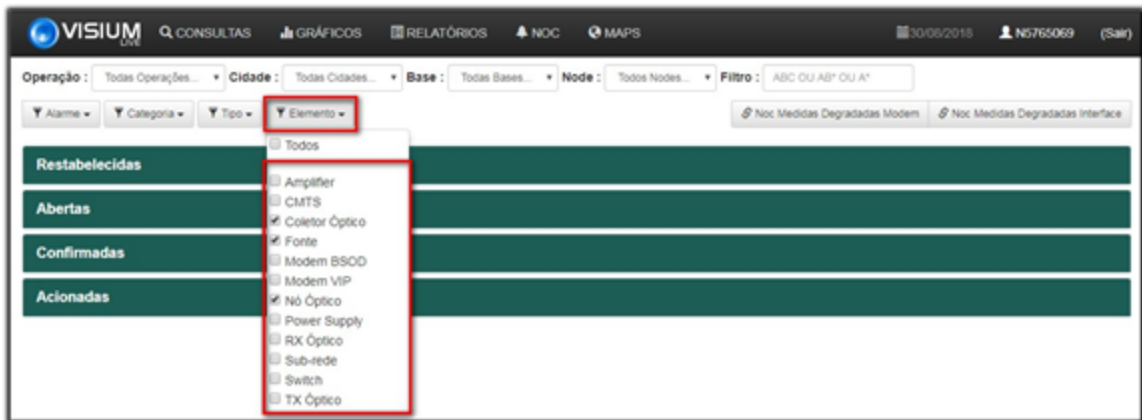 VISIUM LIVE CONSULTAS GRÁFICOS RELATÓRIOS NOC MAPS 30/08/2018 N5765069 (Sair)
Operação : Todas Operações... Cidade : Todas Cidades... Base : Todas Bases... Node : Todos Nodes... Filtro : ABC OU AB* OU A*
Alarme Categoria Tipo Elemento Noc Medidas Degradadas Modem Noc Medidas Degradadas Interface
Todos
Restabelecidas
Amplifier
CMTS
Abertas
Coletor Óptico
Fonte
Confirmadas
Modem BSOD
Modem VIP
Acionadas
Nó Óptico
Power Supply
RX Óptico
Sub-rede
Switch
TX Óptico